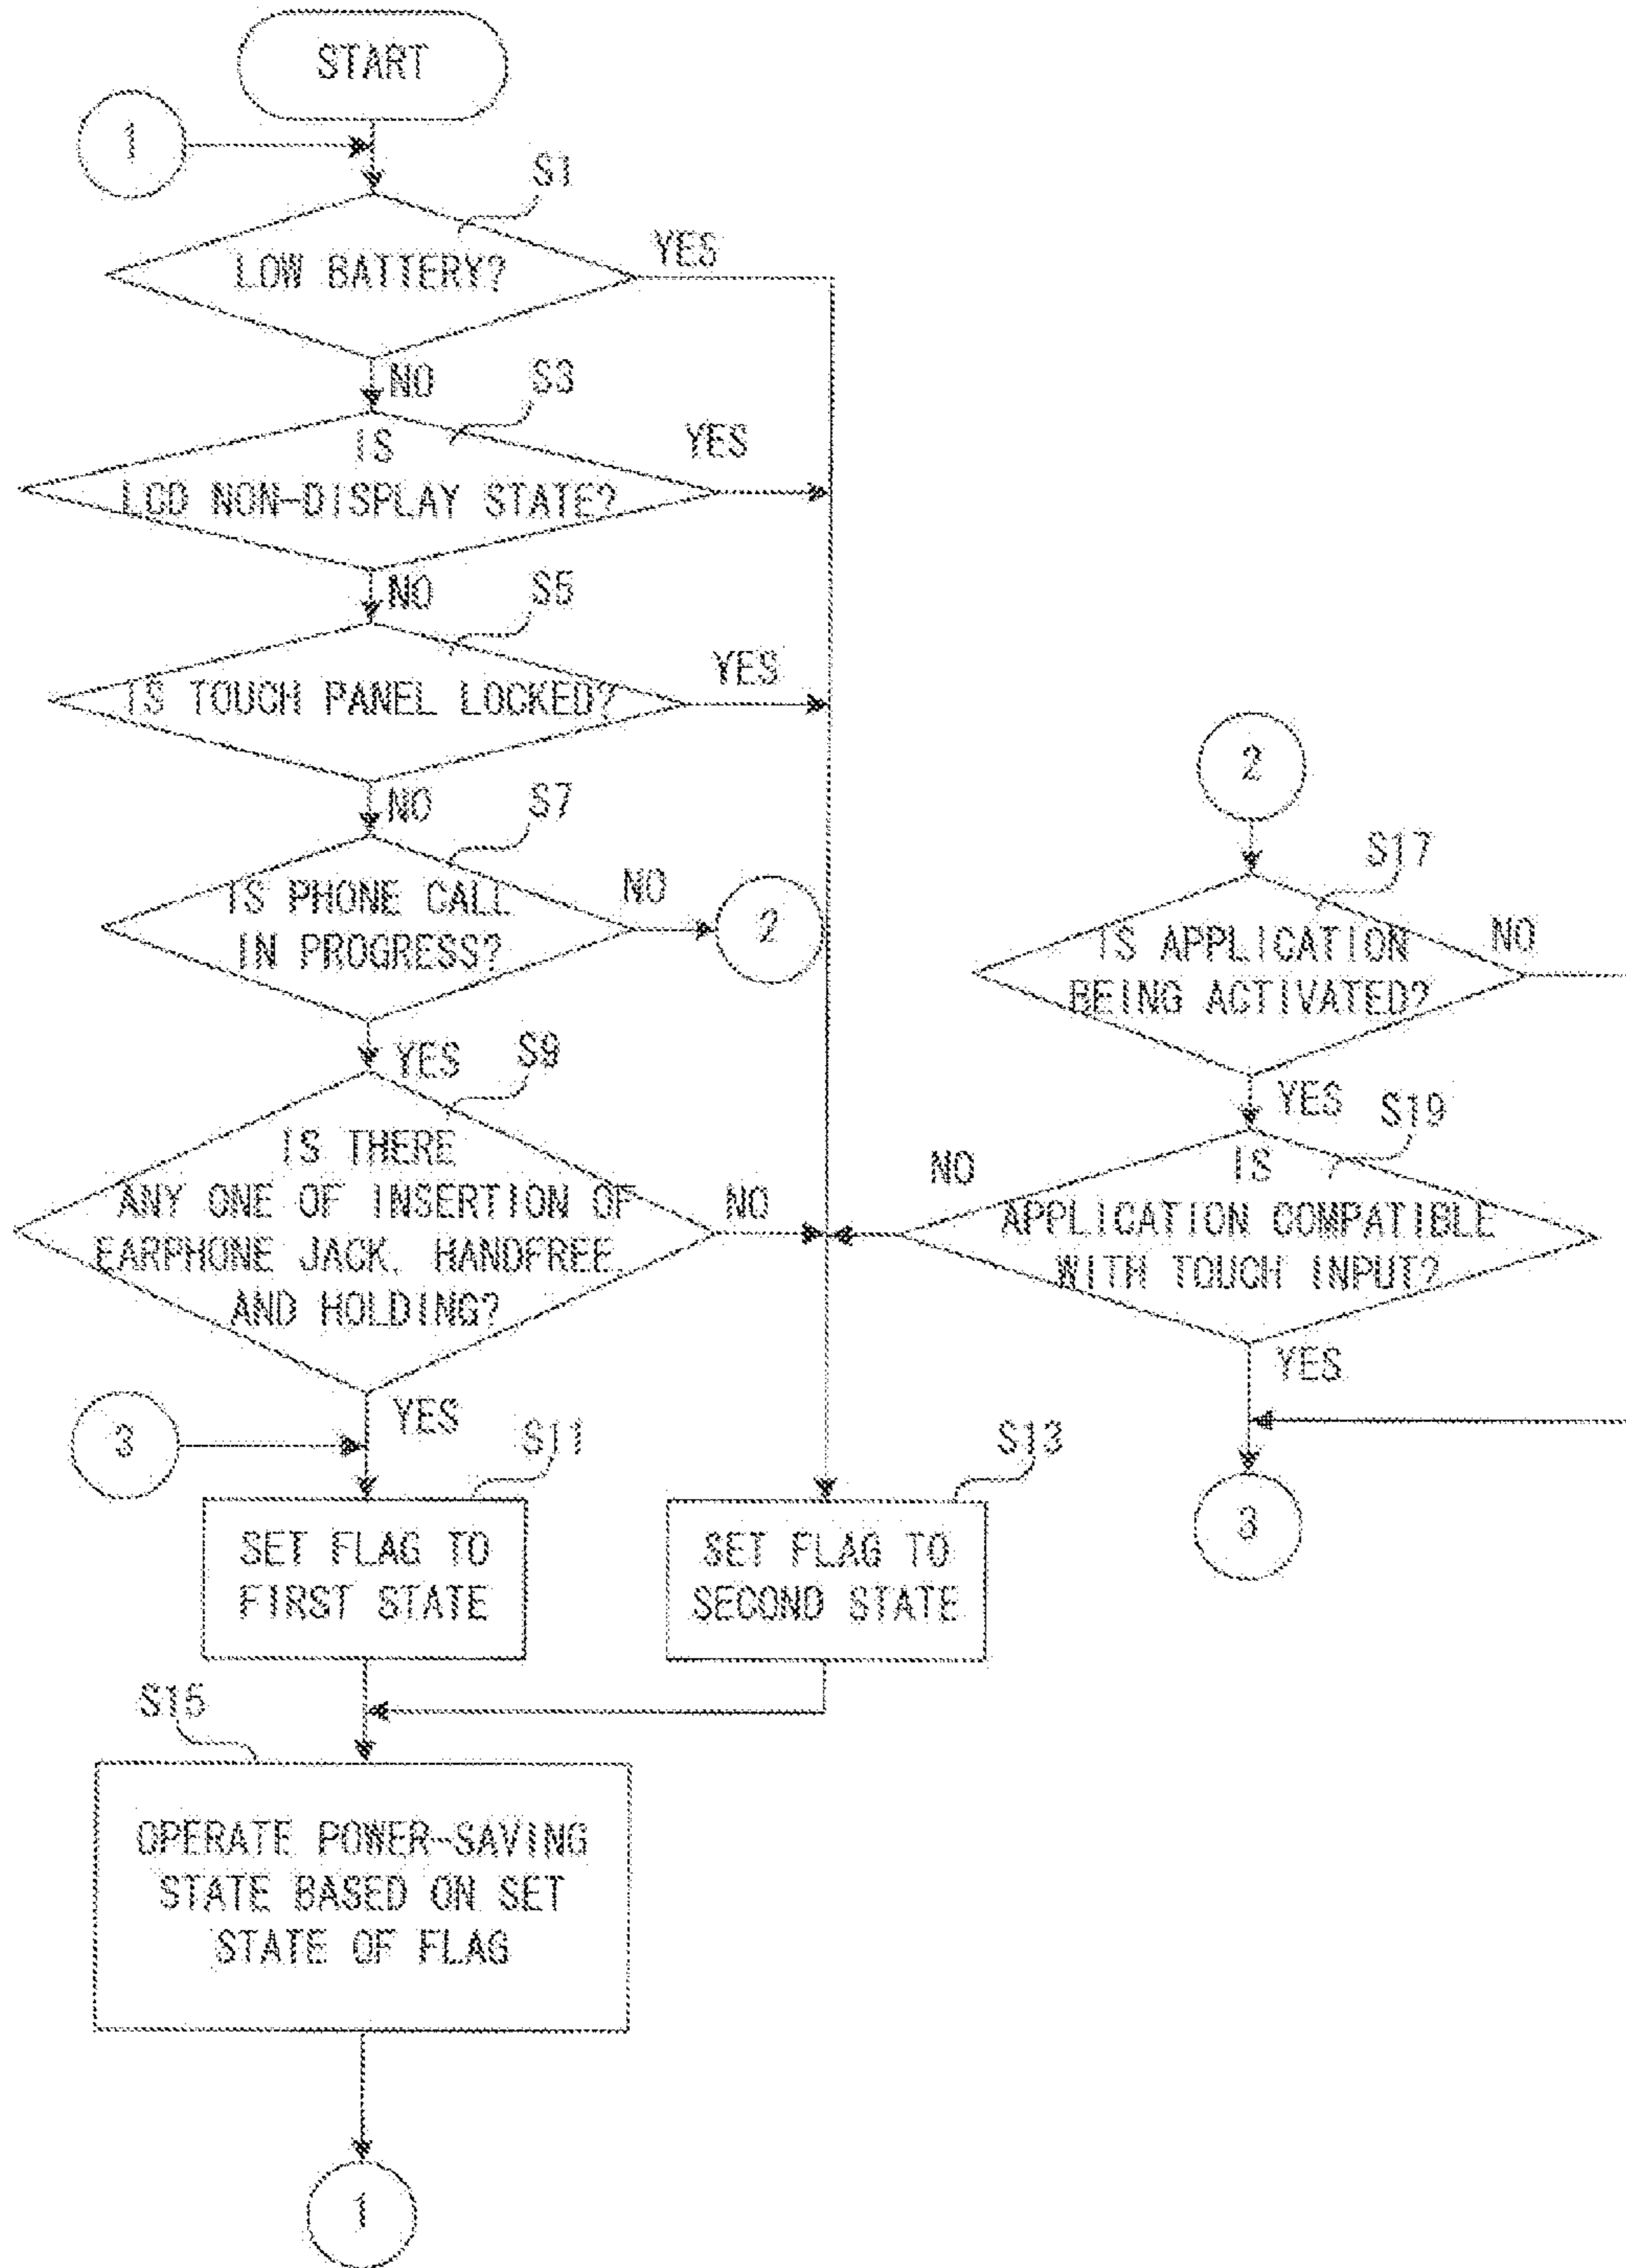 START
1
S1
LOW BATTERY?
YES
NO
S3
IS
LCD NON-DISPLAY STATE?
YES
NO
S5
IS TOUCH PANEL LOCKED?
YES
NO
S7
IS PHONE CALL
IN PROGRESS?
NO
2
YES
S9
IS THERE
ANY ONE OF INSERTION OF
EARPHONE JACK, HANDFREE,
AND HOLDING?
NO
YES
3
S11
SET FLAG TO
FIRST STATE
S13
SET FLAG TO
SECOND STATE
S15
OPERATE POWER-SAVING
STATE BASED ON SET
STATE OF FLAG
1
2
S17
IS APPLICATION
BEING ACTIVATED?
NO
YES
S19
IS
APPLICATION COMPATIBLE
WITH TOUCH INPUT?
NO
YES
3